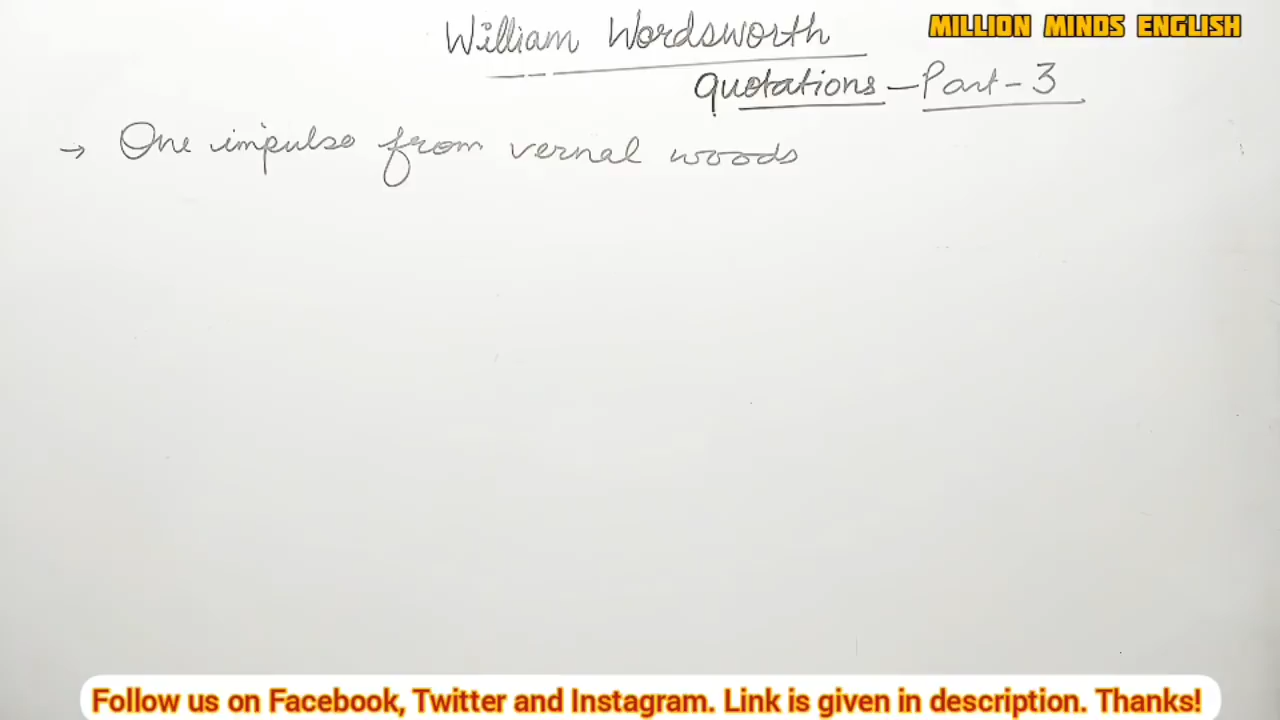 William Wordsworth
MILLION MINDS ENGLISH
Quotations - Part - 3
→ One impulse from vernal woods
Follow us on Facebook, Twitter and Instagram. Link is given in description. Thanks!